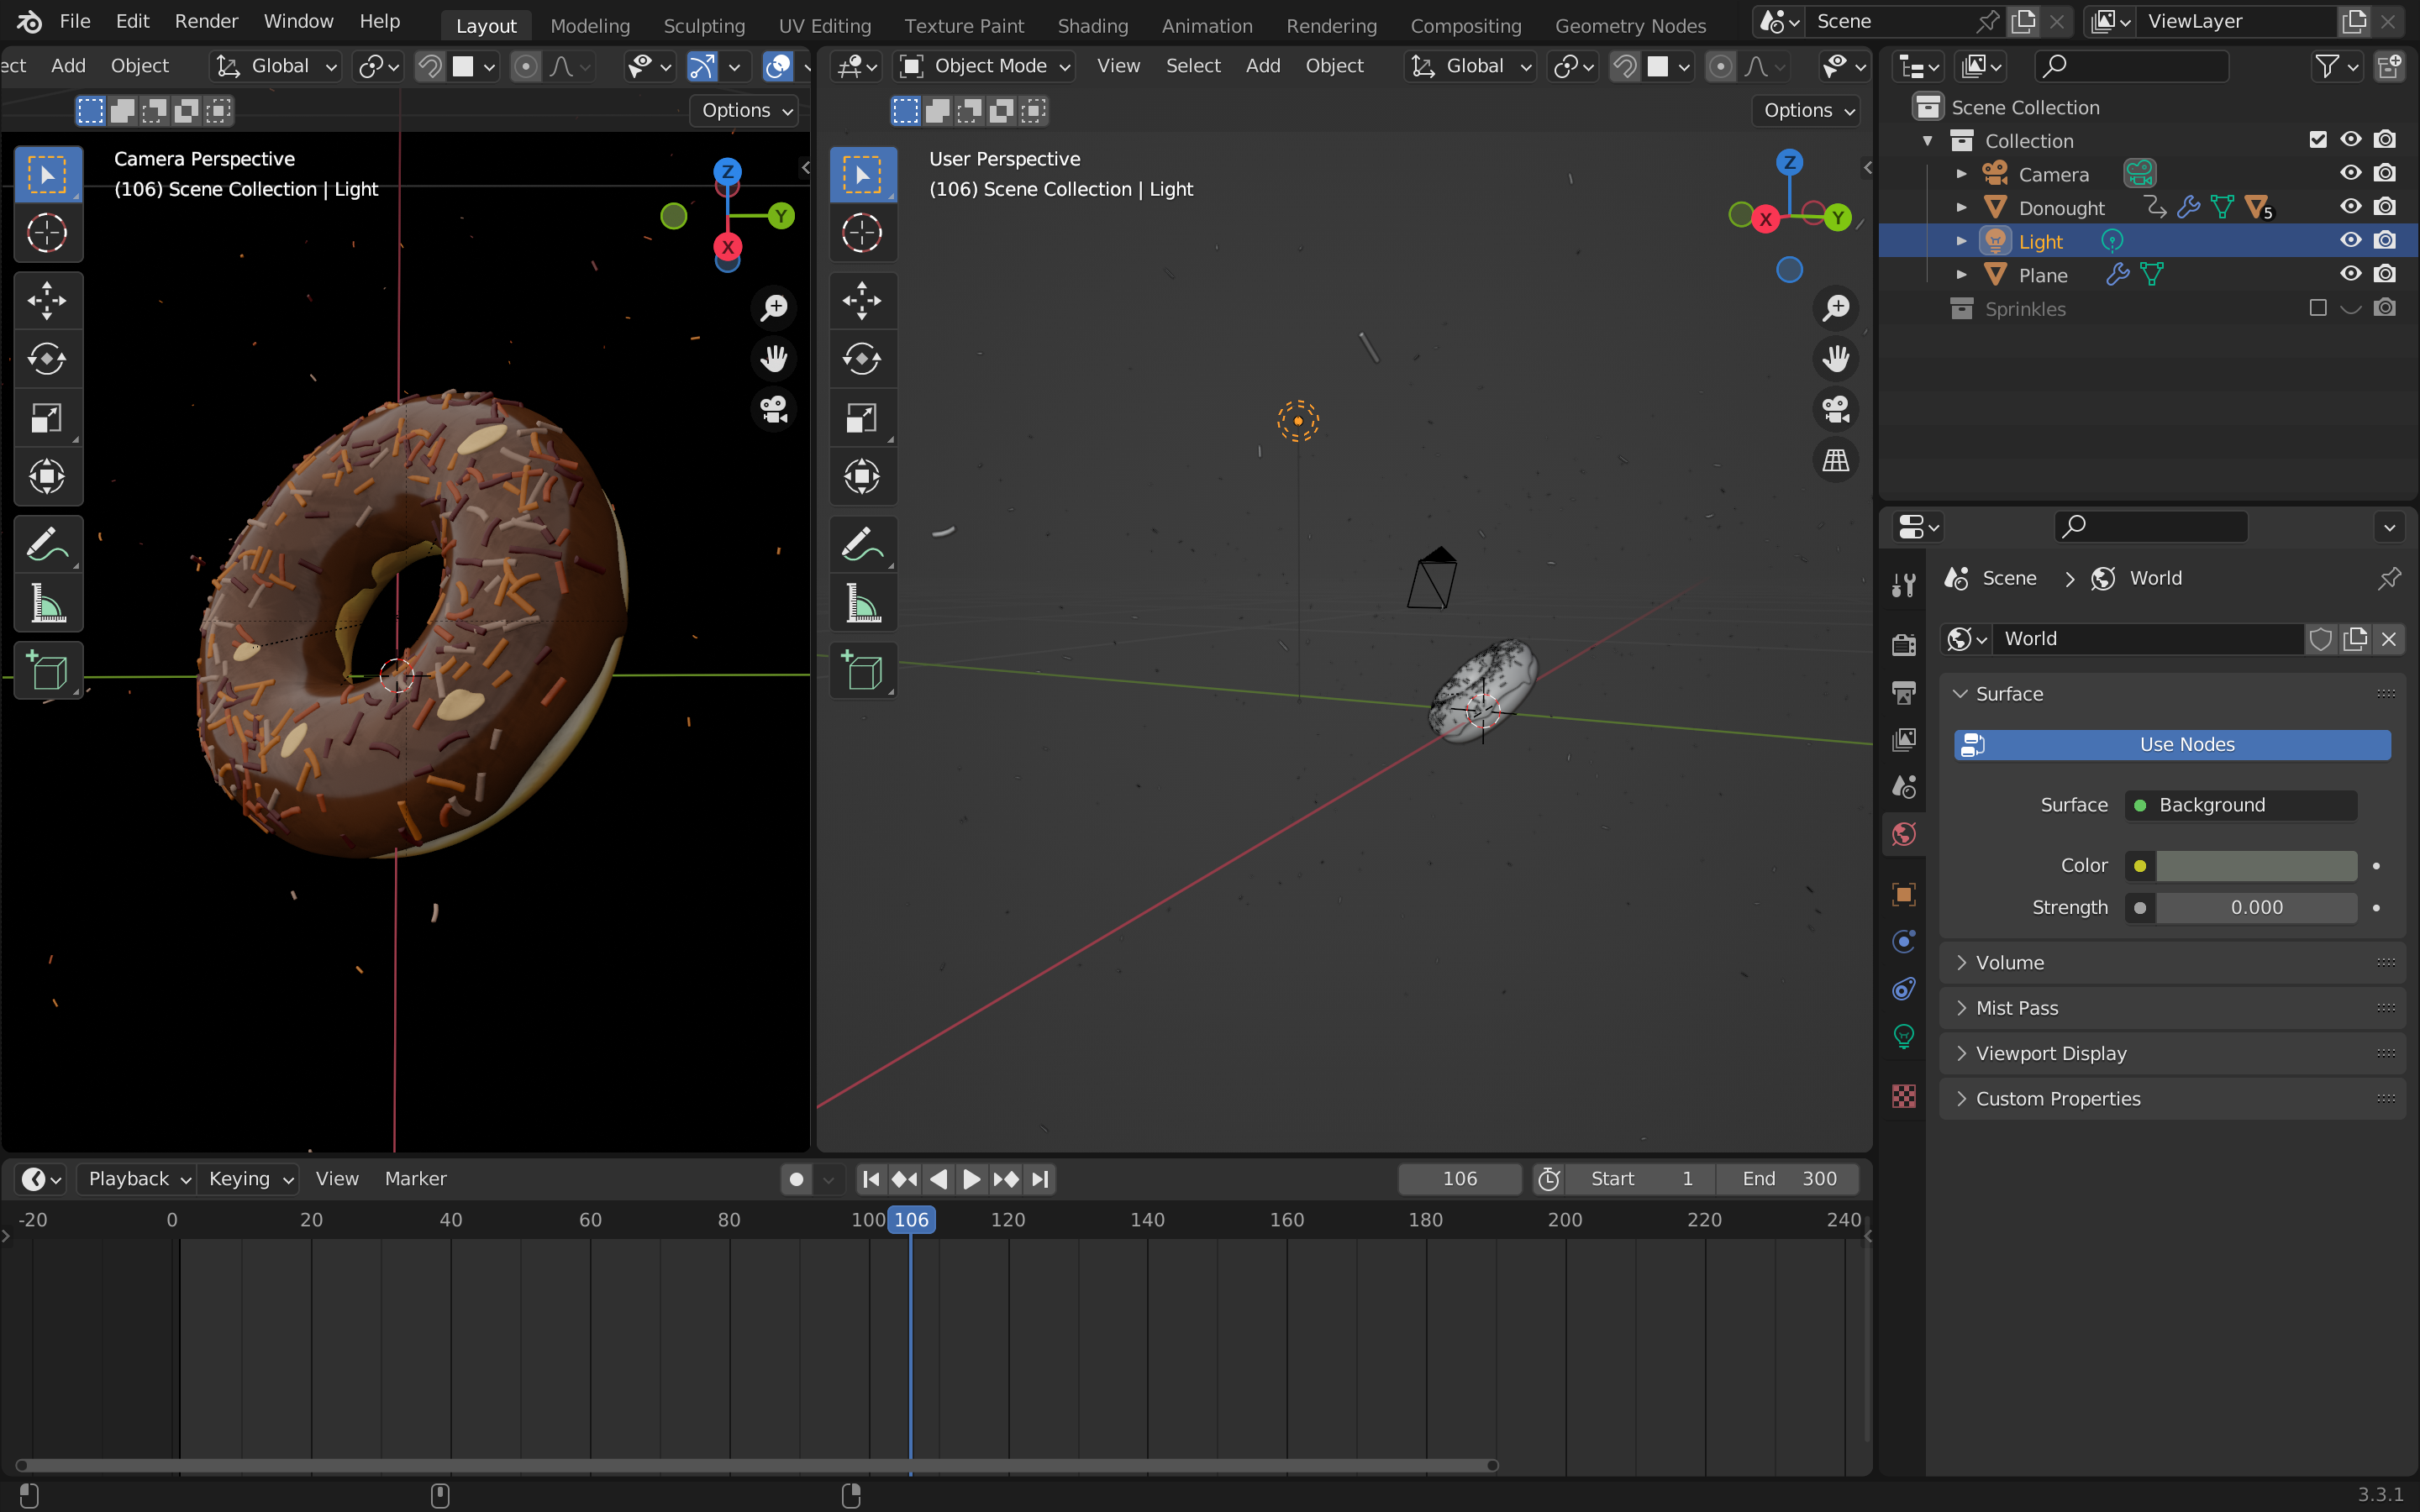 File Edit Render Window Help Layout Modeling Sculpting UV Editing Texture Paint Shading Animation Rendering Compositing Geometry Nodes Scene ViewLayer
ect Add Object Global
Options
Camera Perspective
(106) Scene Collection | Light
Z
Y
X
Object Mode View Select Add Object Global
Options
User Perspective
(106) Scene Collection | Light
Z
X Y
Scene Collection
Collection
Camera
Donought 5
Light
Plane
Sprinkles
Scene World
World
Surface
Use Nodes
Surface Background
Color
Strength 0.000
Volume
Mist Pass
Viewport Display
Custom Properties
Playback Keying View Marker 106 Start 1 End 300
-20 0 20 40 60 80 100 106 120 140 160 180 200 220 240
3.3.1